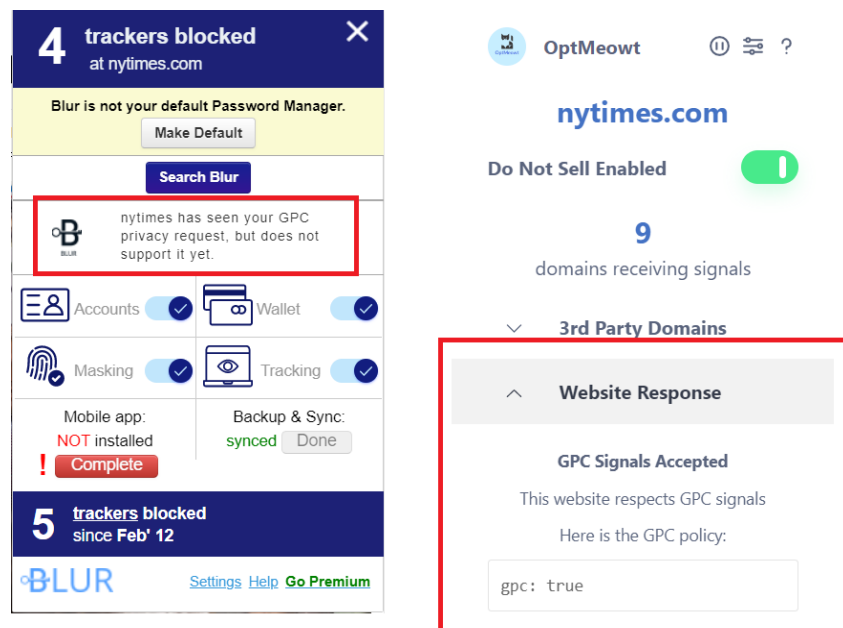 4 trackers blocked
at nytimes.com
Blur is not your default Password Manager.
Make Default
Search Blur
nytimes has seen your GPC
privacy request, but does not
support it yet.
BLUR
Accounts
Wallet
Masking
Tracking
Mobile app:
NOT installed
! Complete
Backup & Sync:
synced Done
5 trackers blocked
since Feb' 12
BLUR
Settings Help Go Premium
OptMeowt
OptMeowt ?
nytimes.com
Do Not Sell Enabled
9
domains receiving signals
3rd Party Domains
Website Response
GPC Signals Accepted
This website respects GPC signals
Here is the GPC policy:
gpc: true